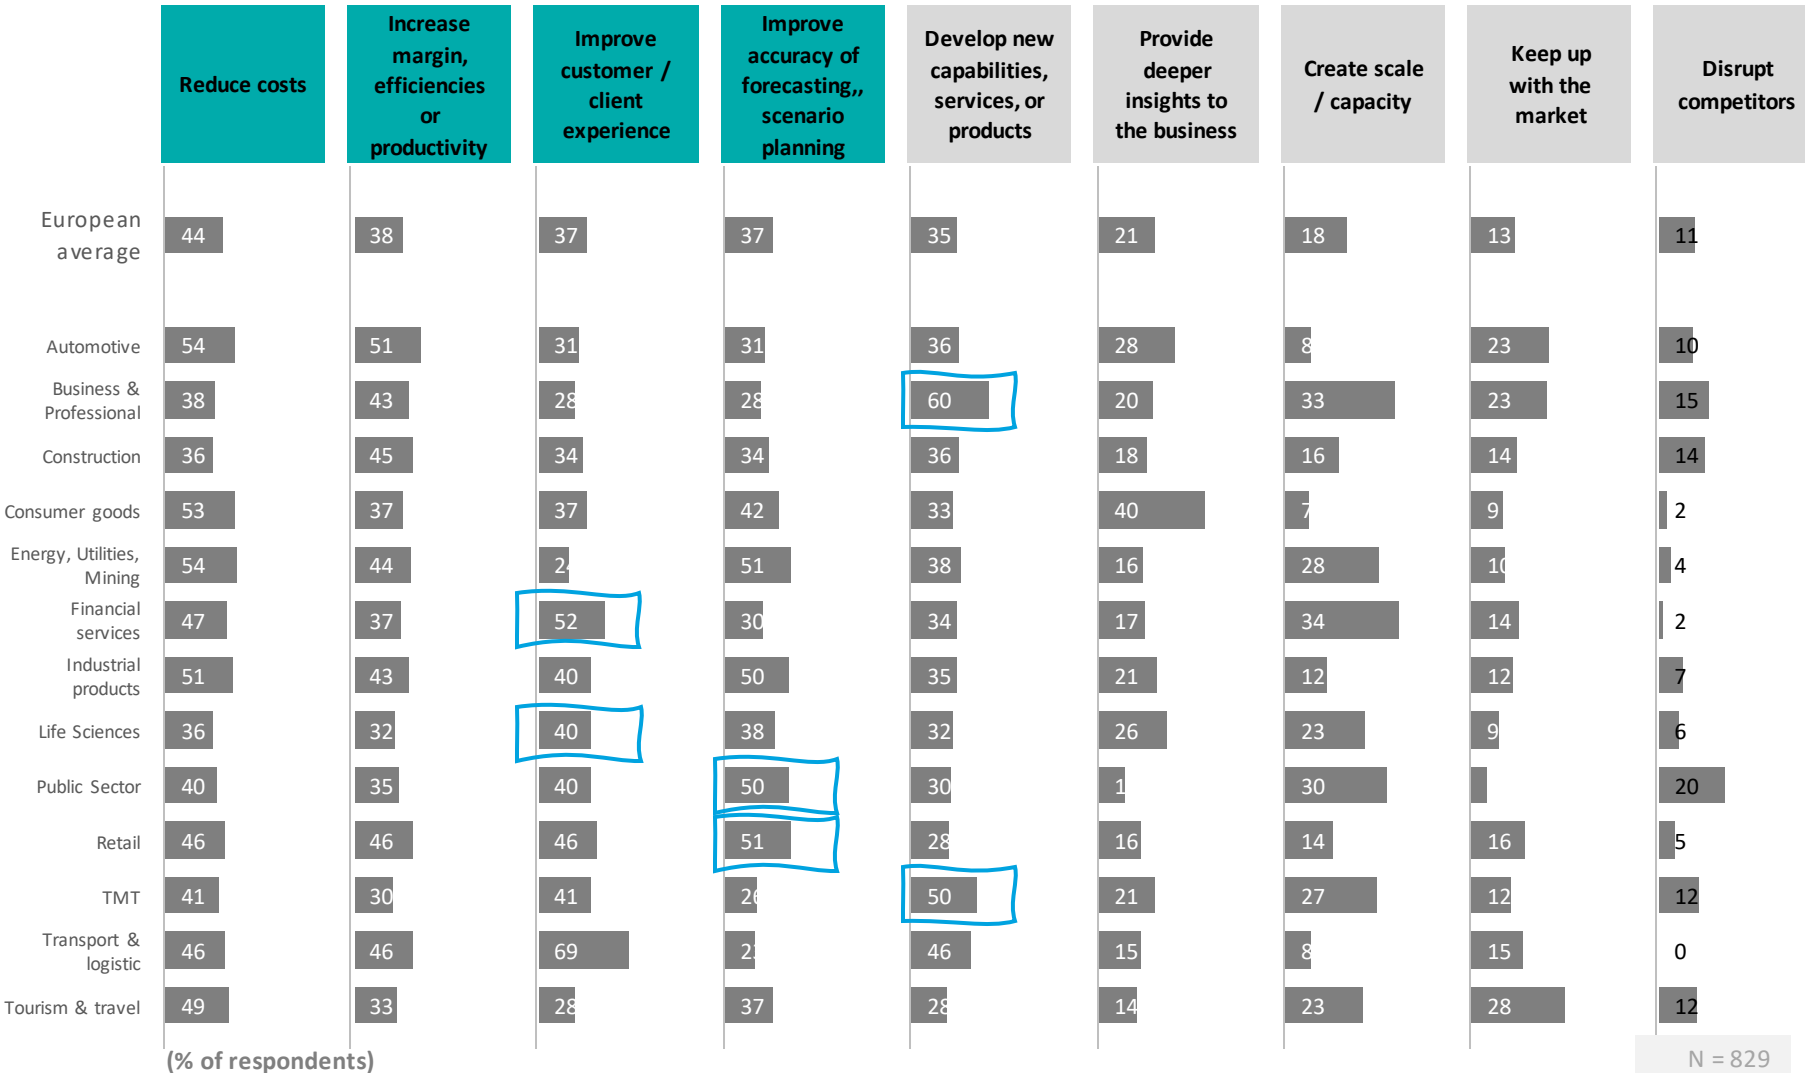 Reduce costs
Increase
margin,
efficiencies
or
productivity
Improve
customer /
client
experience
Improve
accuracy of
forecasting,,
scenario
planning
Develop new
capabilities,
services, or
products
Provide
deeper
insights to
the business
Create scale
/ capacity
Keep up
with the
market
Disrupt
competitors
European
average
44 38 37 37 35 21 18 13 11
Automotive
54 51 31 31 36 28 8 23 10
Business &
Professional
38 43 28 28 60 20 33 23 15
Construction
36 45 34 34 36 18 16 14 14
Consumer goods
53 37 37 42 33 40 7 9 2
Energy, Utilities,
Mining
54 44 24 51 38 16 28 10 4
Financial
services
47 37 52 30 34 17 34 14 2
Industrial
products
51 43 40 50 35 21 12 12 7
Life Sciences
36 32 40 38 32 26 23 9 6
Public Sector
40 35 40 50 30 30 20
Retail
46 46 46 51 28 16 14 16 5
TMT
41 30 41 26 50 21 27 12 12
Transport &
logistic
46 46 69 46 15 8 15 0
Tourism & travel
49 33 28 37 28 14 23 28 12
(% of respondents)
N = 829